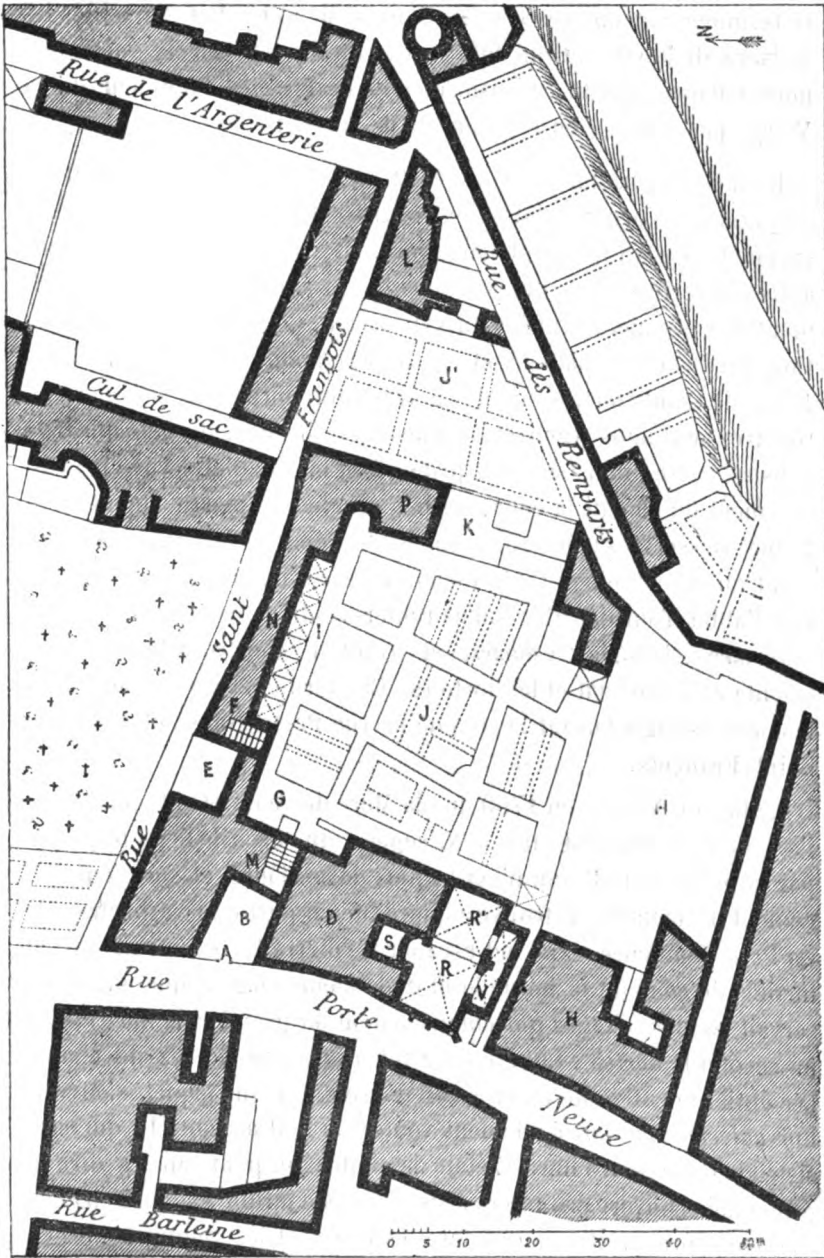 N
Rue de l'Argenterie
L
Rue des Remparts
J'
Cul de sac
Rue Saint François
P
K
N
I
F
J
E
G
H
M
B
D
R'
S
A
R
V
H
Rue Porte Neuve
Rue Barleine
0 5 10 20 30 40 50 m